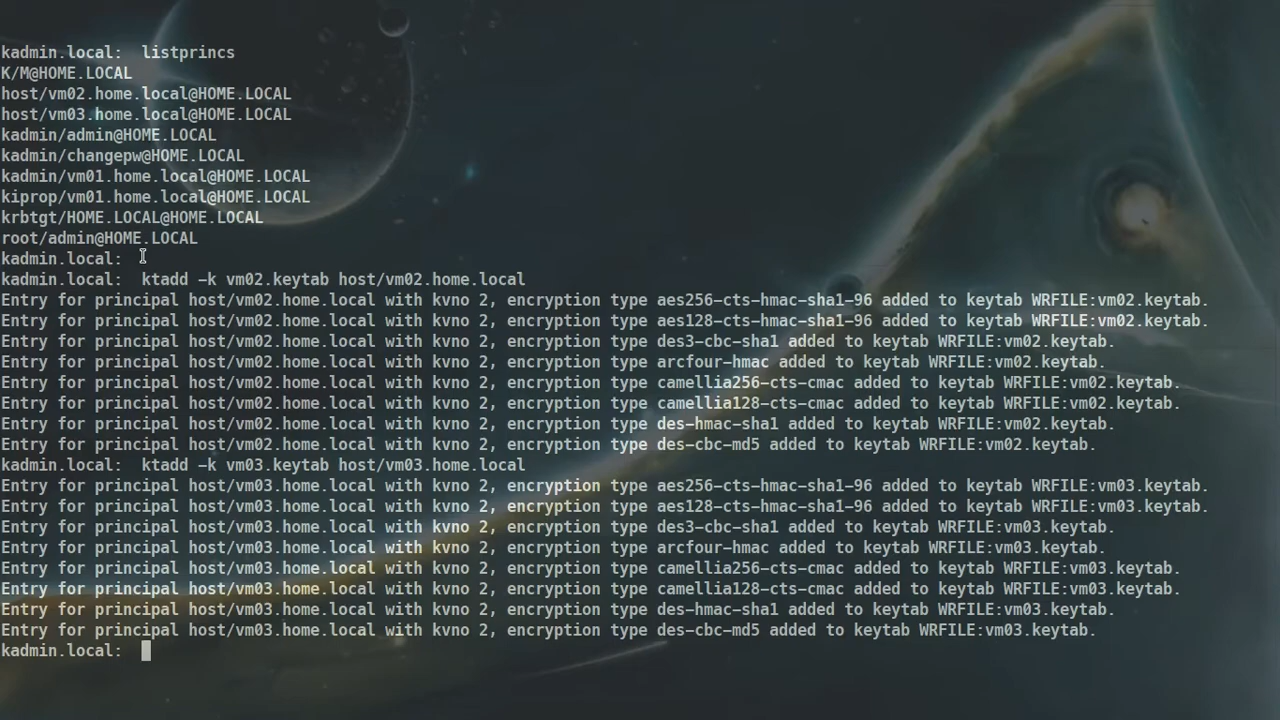 kadmin.local:  listprincs
K/M@HOME.LOCAL
host/vm02.home.local@HOME.LOCAL
host/vm03.home.local@HOME.LOCAL
kadmin/admin@HOME.LOCAL
kadmin/changepw@HOME.LOCAL
kadmin/vm01.home.local@HOME.LOCAL
kiprop/vm01.home.local@HOME.LOCAL
krbtgt/HOME.LOCAL@HOME.LOCAL
root/admin@HOME.LOCAL
kadmin.local:
kadmin.local:  ktadd -k vm02.keytab host/vm02.home.local
Entry for principal host/vm02.home.local with kvno 2, encryption type aes256-cts-hmac-sha1-96 added to keytab WRFILE:vm02.keytab.
Entry for principal host/vm02.home.local with kvno 2, encryption type aes128-cts-hmac-sha1-96 added to keytab WRFILE:vm02.keytab.
Entry for principal host/vm02.home.local with kvno 2, encryption type des3-cbc-sha1 added to keytab WRFILE:vm02.keytab.
Entry for principal host/vm02.home.local with kvno 2, encryption type arcfour-hmac added to keytab WRFILE:vm02.keytab.
Entry for principal host/vm02.home.local with kvno 2, encryption type camellia256-cts-cmac added to keytab WRFILE:vm02.keytab.
Entry for principal host/vm02.home.local with kvno 2, encryption type camellia128-cts-cmac added to keytab WRFILE:vm02.keytab.
Entry for principal host/vm02.home.local with kvno 2, encryption type des-hmac-sha1 added to keytab WRFILE:vm02.keytab.
Entry for principal host/vm02.home.local with kvno 2, encryption type des-cbc-md5 added to keytab WRFILE:vm02.keytab.
kadmin.local:  ktadd -k vm03.keytab host/vm03.home.local
Entry for principal host/vm03.home.local with kvno 2, encryption type aes256-cts-hmac-sha1-96 added to keytab WRFILE:vm03.keytab.
Entry for principal host/vm03.home.local with kvno 2, encryption type aes128-cts-hmac-sha1-96 added to keytab WRFILE:vm03.keytab.
Entry for principal host/vm03.home.local with kvno 2, encryption type des3-cbc-sha1 added to keytab WRFILE:vm03.keytab.
Entry for principal host/vm03.home.local with kvno 2, encryption type arcfour-hmac added to keytab WRFILE:vm03.keytab.
Entry for principal host/vm03.home.local with kvno 2, encryption type camellia256-cts-cmac added to keytab WRFILE:vm03.keytab.
Entry for principal host/vm03.home.local with kvno 2, encryption type camellia128-cts-cmac added to keytab WRFILE:vm03.keytab.
Entry for principal host/vm03.home.local with kvno 2, encryption type des-hmac-sha1 added to keytab WRFILE:vm03.keytab.
Entry for principal host/vm03.home.local with kvno 2, encryption type des-cbc-md5 added to keytab WRFILE:vm03.keytab.
kadmin.local: